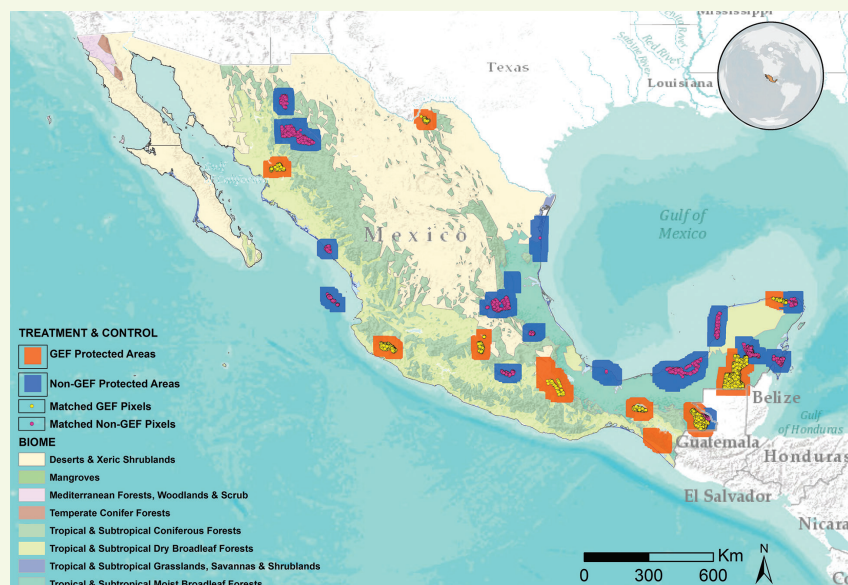 Mississippi
Red River
Sabine River
Texas
Louisiana
Gulf of
Mexico
Mexico
TREATMENT & CONTROL
GEF Protected Areas
Non-GEF Protected Areas
Matched GEF Pixels
Matched Non-GEF Pixels
BIOME
Deserts & Xeric Shrublands
Mangroves
Mediterranean Forests, Woodlands & Scrub
Temperate Conifer Forests
Tropical & Subtropical Coniferous Forests
Tropical & Subtropical Dry Broadleaf Forests
Tropical & Subtropical Grasslands, Savannas & Shrublands
Tropical & Subtropical Moist Broadleaf Forests
Belize
Gulf
of Honduras
Guatemala
Honduras
El Salvador
Nicara
Km
0 300 600
N